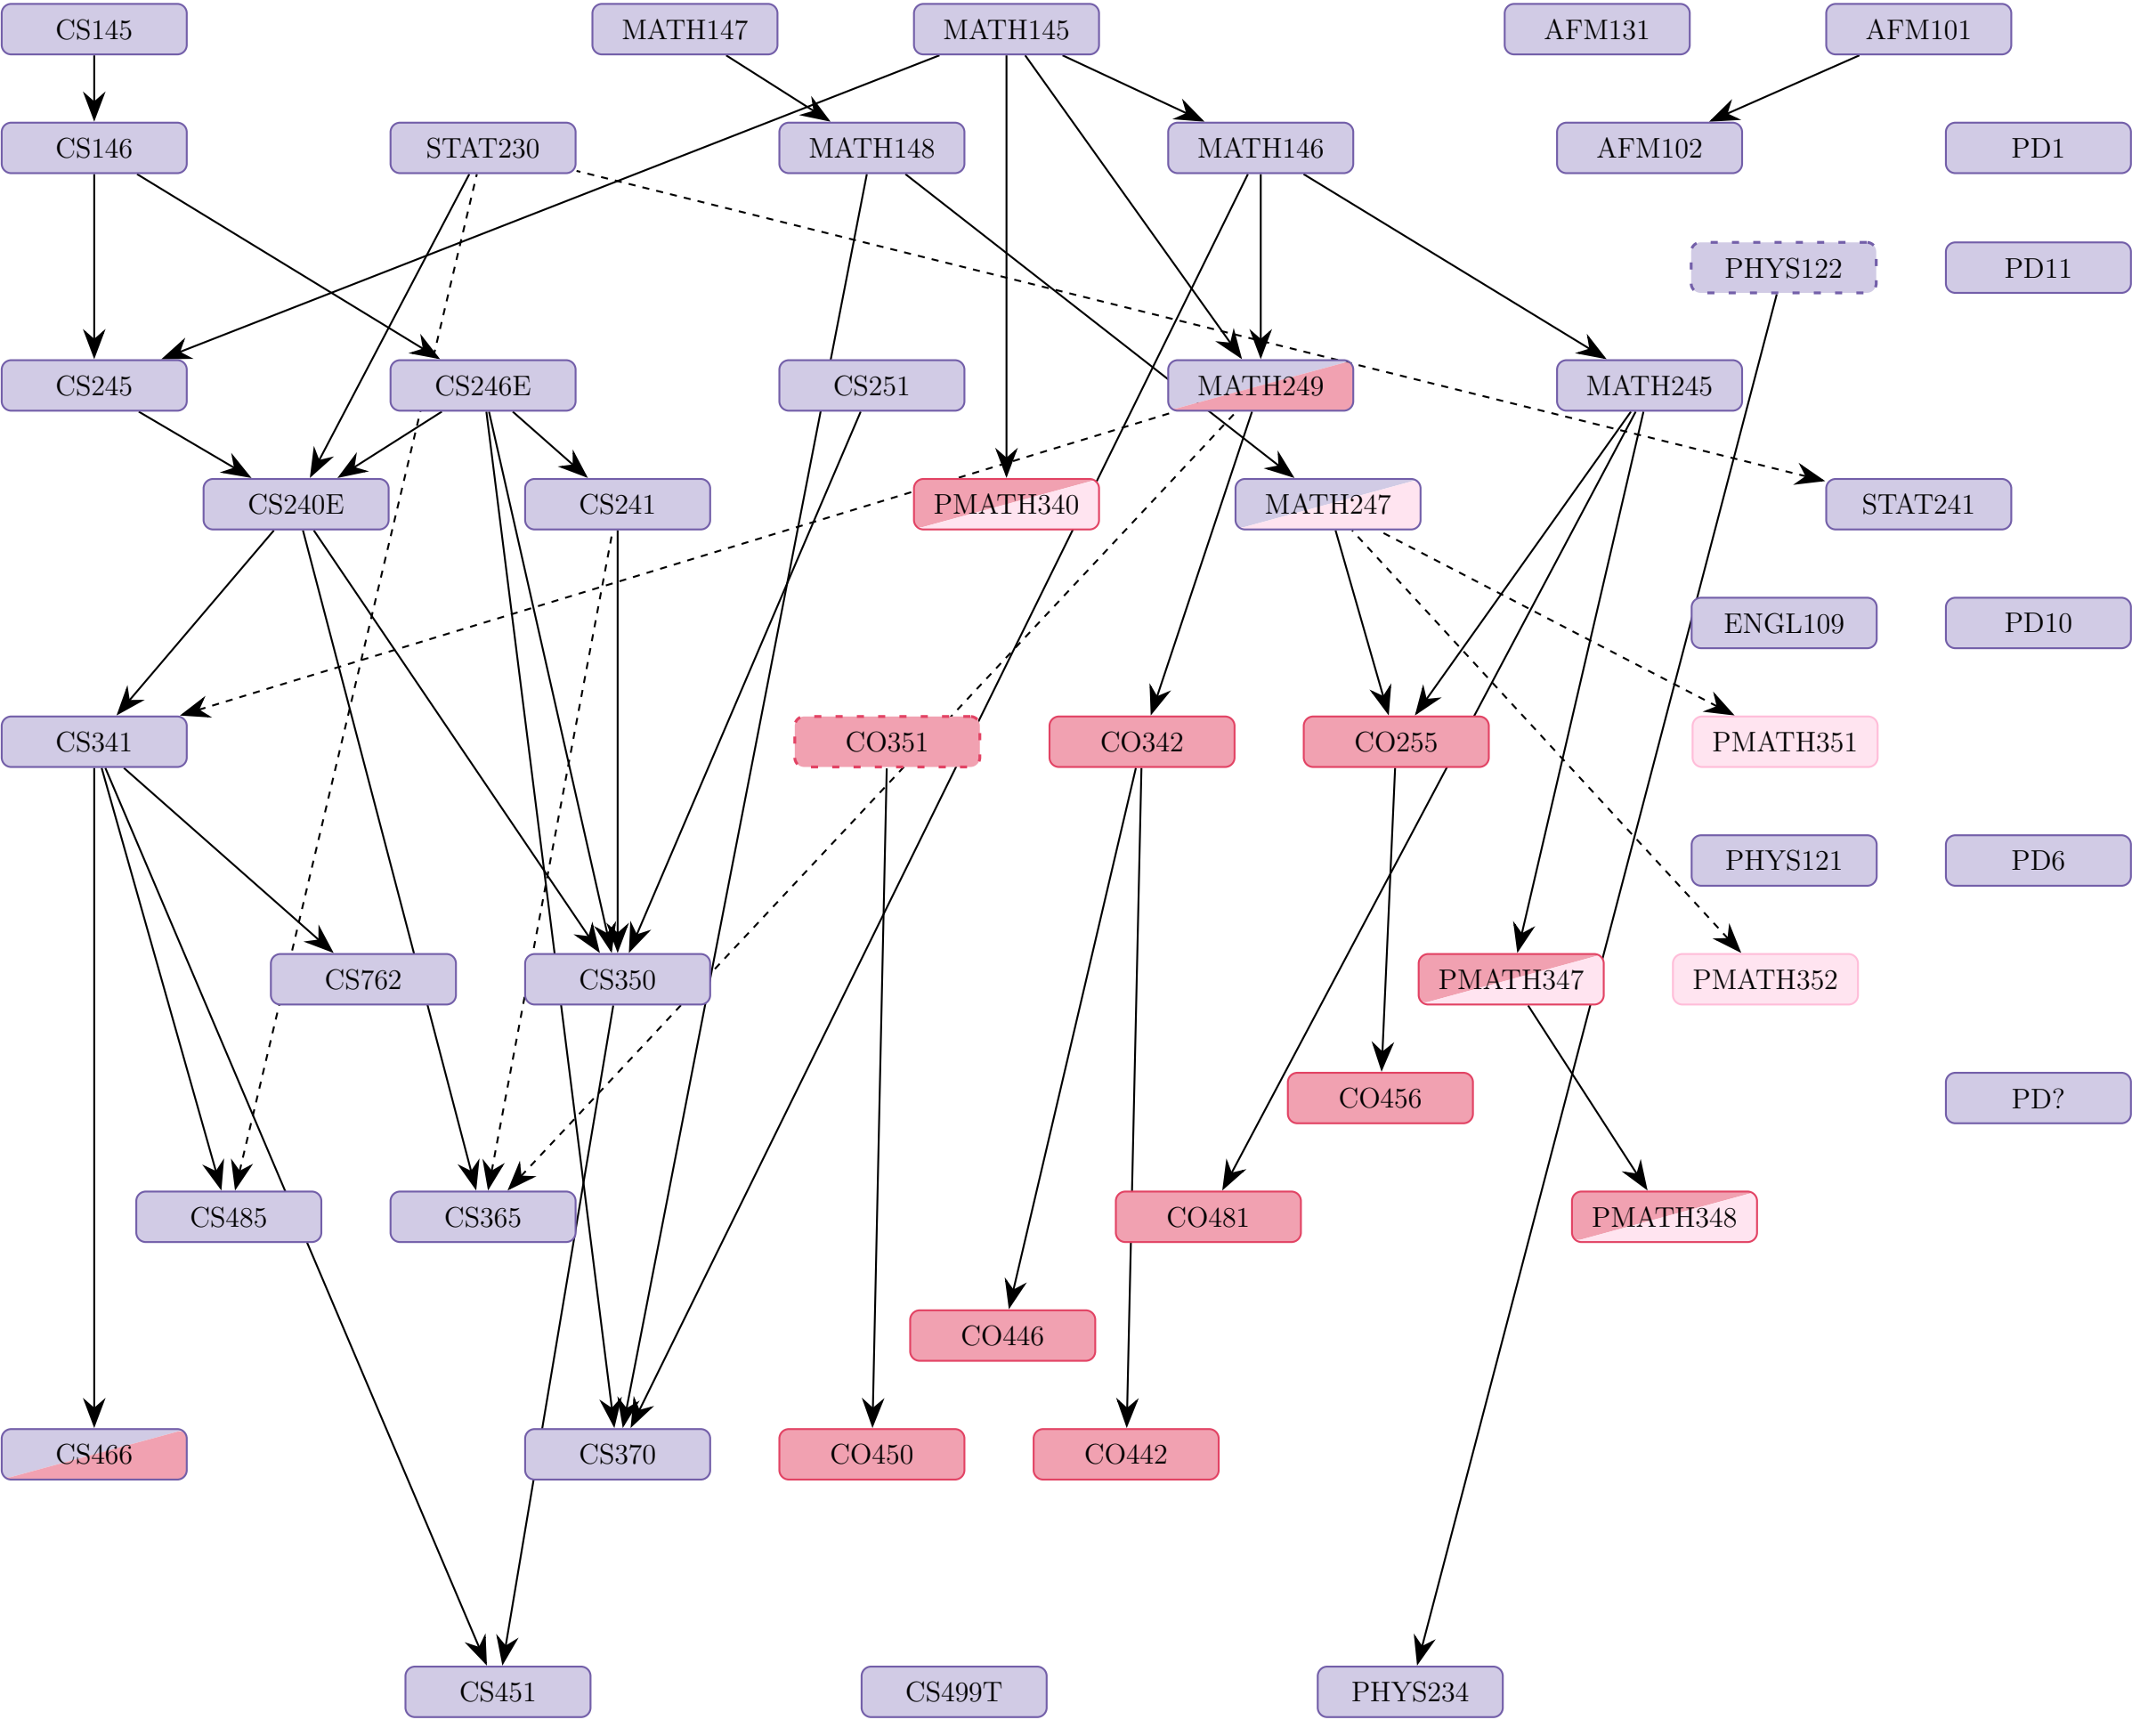 CS145
MATH147
MATH145
AFM131
AFM101
CS146
STAT230
MATH148
MATH146
AFM102
PD1
PHYS122
PD11
CS245
CS246E
CS251
MATH249
MATH245
CS240E
CS241
PMATH340
MATH247
STAT241
ENGL109
PD10
CS341
CO351
CO342
CO255
PMATH351
PHYS121
PD6
CS762
CS350
PMATH347
PMATH352
CO456
PD?
CS485
CS365
CO481
PMATH348
CO446
CS466
CS370
CO450
CO442
CS451
CS499T
PHYS234